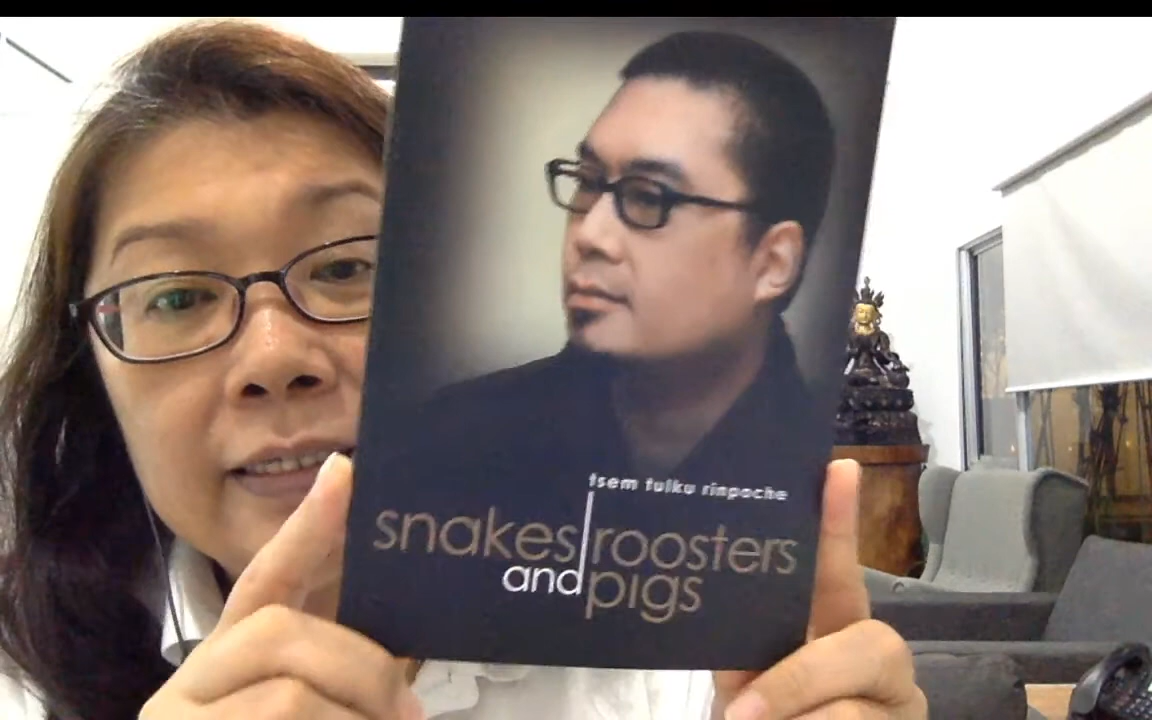 tsem tulku rinpoche
snakes roosters
and pigs